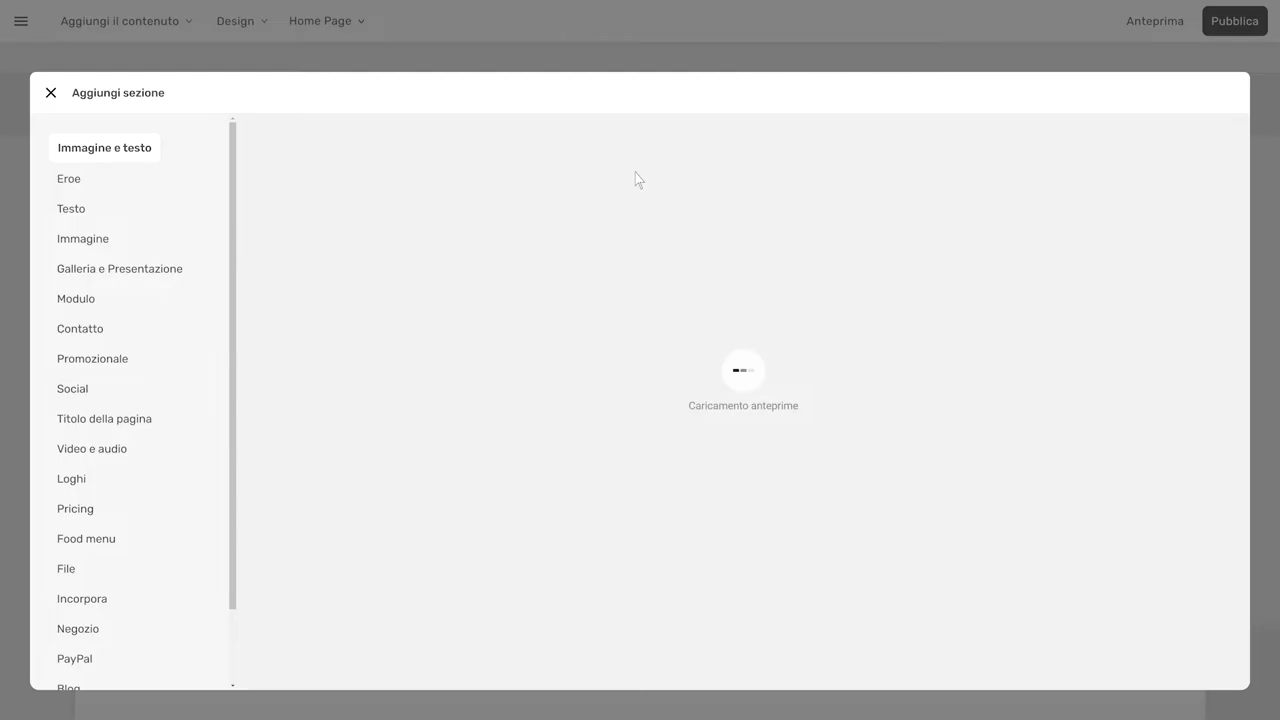 Aggiungi il contenuto Design Home Page Anteprima Pubblica
Aggiungi sezione
Immagine e testo
Eroe
Testo
Immagine
Galleria e Presentazione
Modulo
Contatto
Promozionale
Social
Titolo della pagina
Video e audio
Loghi
Pricing
Food menu
File
Incorpora
Negozio
PayPal
Blog
Caricamento anteprime